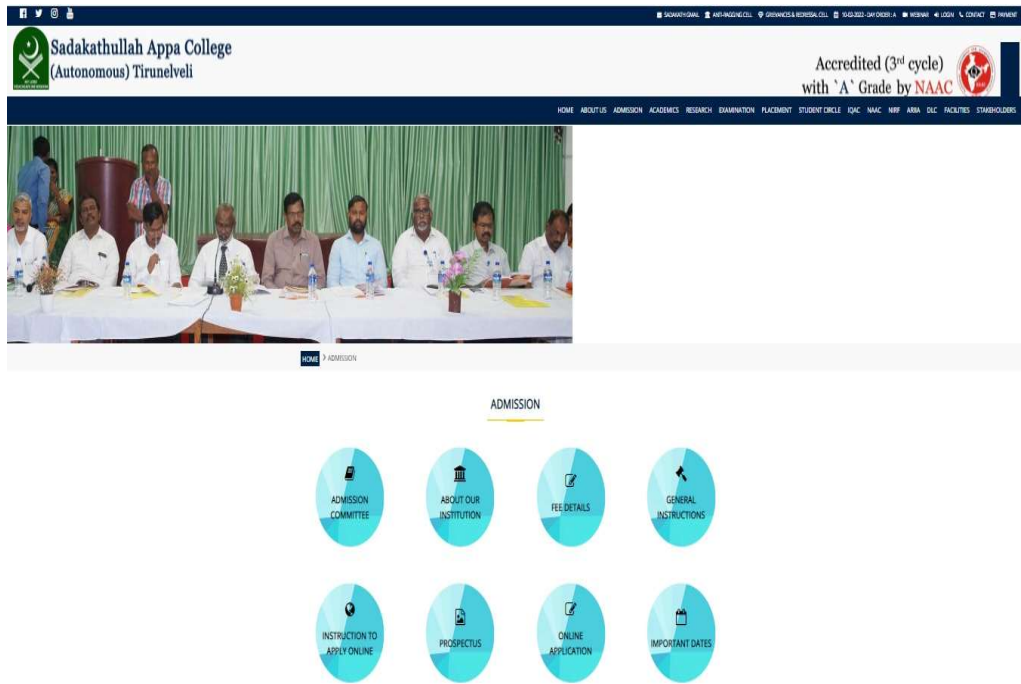 SADAKATH GMAIL ANTI-RAGGING CELL GRIEVANCES & REDRESSAL CELL 10-02-2022 - DAY ORDER : A WEBINAR LOGIN CONTACT PAYMENT
Sadakathullah Appa College
(Autonomous) Tirunelveli
Accredited (3rd cycle)
with `A` Grade by NAAC
HOME ABOUT US ADMISSION ACADEMICS RESEARCH EXAMINATION PLACEMENT STUDENT CIRCLE IQAC NAAC NIRF ARIIA DLC FACILITIES STAKEHOLDERS
HOME > ADMISSION
ADMISSION
ADMISSION
COMMITTEE
ABOUT OUR
INSTITUTION
FEE DETAILS
GENERAL
INSTRUCTIONS
INSTRUCTION TO
APPLY ONLINE
PROSPECTUS
ONLINE
APPLICATION
IMPORTANT DATES